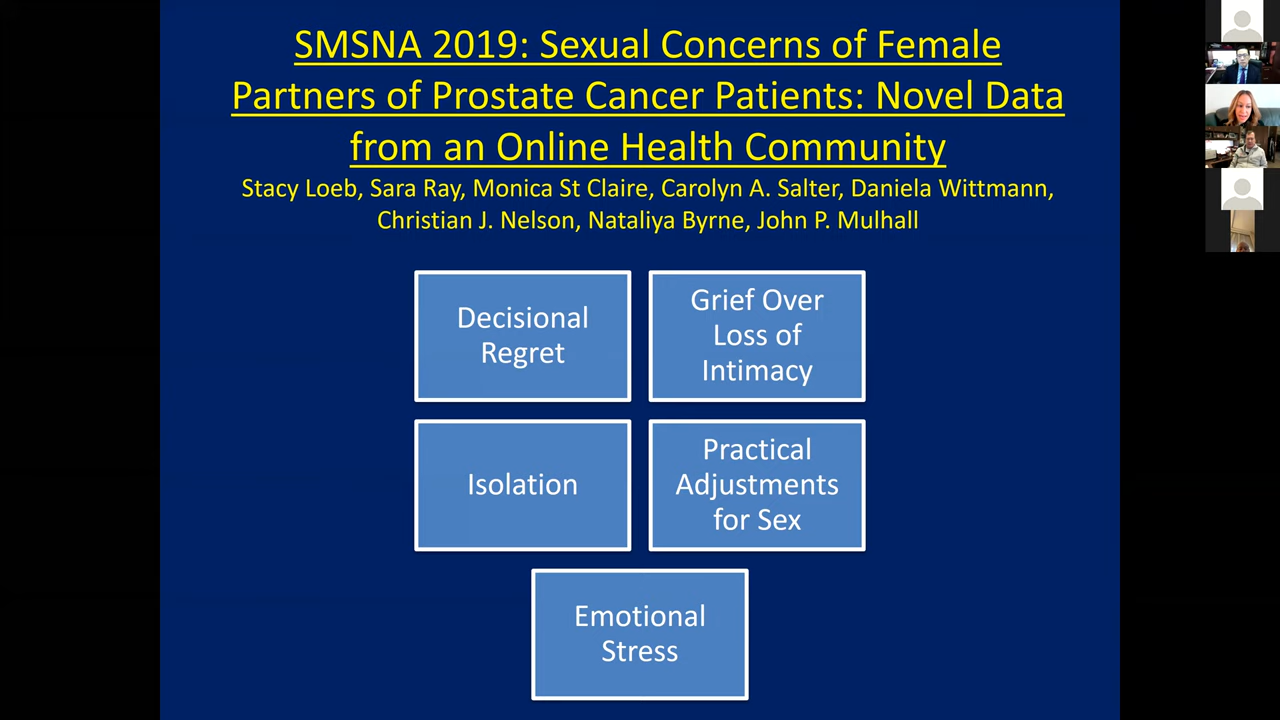 SMSNA 2019: Sexual Concerns of Female
Partners of Prostate Cancer Patients: Novel Data
from an Online Health Community
Stacy Loeb, Sara Ray, Monica St Claire, Carolyn A. Salter, Daniela Wittmann,
Christian J. Nelson, Nataliya Byrne, John P. Mulhall
Decisional
Regret
Grief Over
Loss of
Intimacy
Isolation
Practical
Adjustments
for Sex
Emotional
Stress